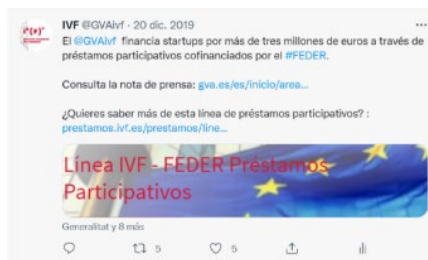 IVF @GVAivf · 20 dic. 2019
El @GVAivf financia startups por más de tres millones de euros a través de
préstamos participativos cofinanciados por el #FEDER.
Consulta la nota de prensa: gva.es/es/inicio/area...
¿Quieres saber más de esta línea de préstamos participativos? :
prestamos.ivf.es/prestamos/line...
Línea IVF - FEDER Préstamos
Participativos
Generalitat y 8 más
5
5